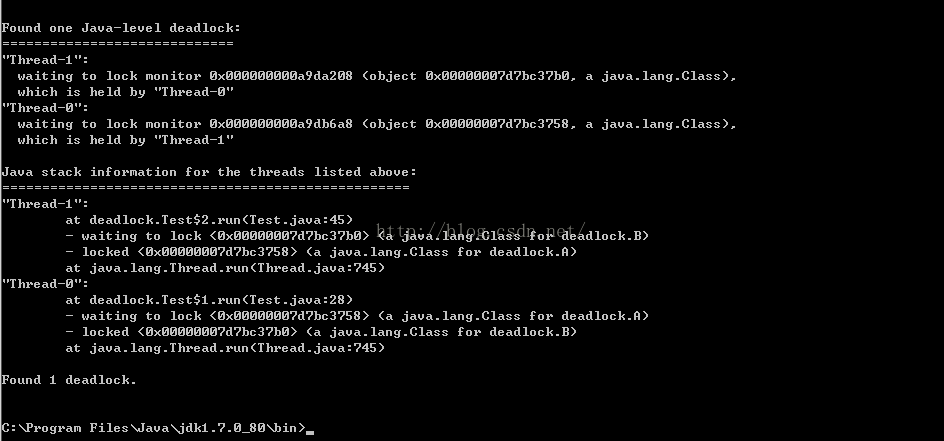 Found one Java-level deadlock:
=============================
"Thread-1":
  waiting to lock monitor 0x000000000a9da208 (object 0x00000007d7bc37b0, a java.lang.Class),
  which is held by "Thread-0"
"Thread-0":
  waiting to lock monitor 0x000000000a9db6a8 (object 0x00000007d7bc3758, a java.lang.Class),
  which is held by "Thread-1"
Java stack information for the threads listed above:
===================================================
"Thread-1":
        at deadlock.Test$2.run(Test.java:45)
http://blog.csdn.net/
        - waiting to lock <0x00000007d7bc37b0> (a java.lang.Class for deadlock.B)
        - locked <0x00000007d7bc3758> (a java.lang.Class for deadlock.A)
        at java.lang.Thread.run(Thread.java:745)
"Thread-0":
        at deadlock.Test$1.run(Test.java:28)
        - waiting to lock <0x00000007d7bc3758> (a java.lang.Class for deadlock.A)
        - locked <0x00000007d7bc37b0> (a java.lang.Class for deadlock.B)
        at java.lang.Thread.run(Thread.java:745)
Found 1 deadlock.
C:\Program Files\Java\jdk1.7.0_80\bin>_